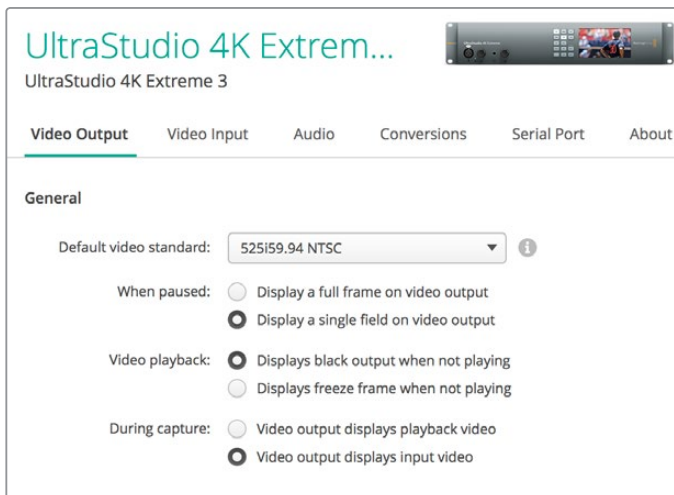 UltraStudio 4K Extrem...
UltraStudio 4K Extreme 3
Video Output Video Input Audio Conversions Serial Port About
General
Default video standard: 525i59.94 NTSC
When paused: Display a full frame on video output
Display a single field on video output
Video playback: Displays black output when not playing
Displays freeze frame when not playing
During capture: Video output displays playback video
Video output displays input video